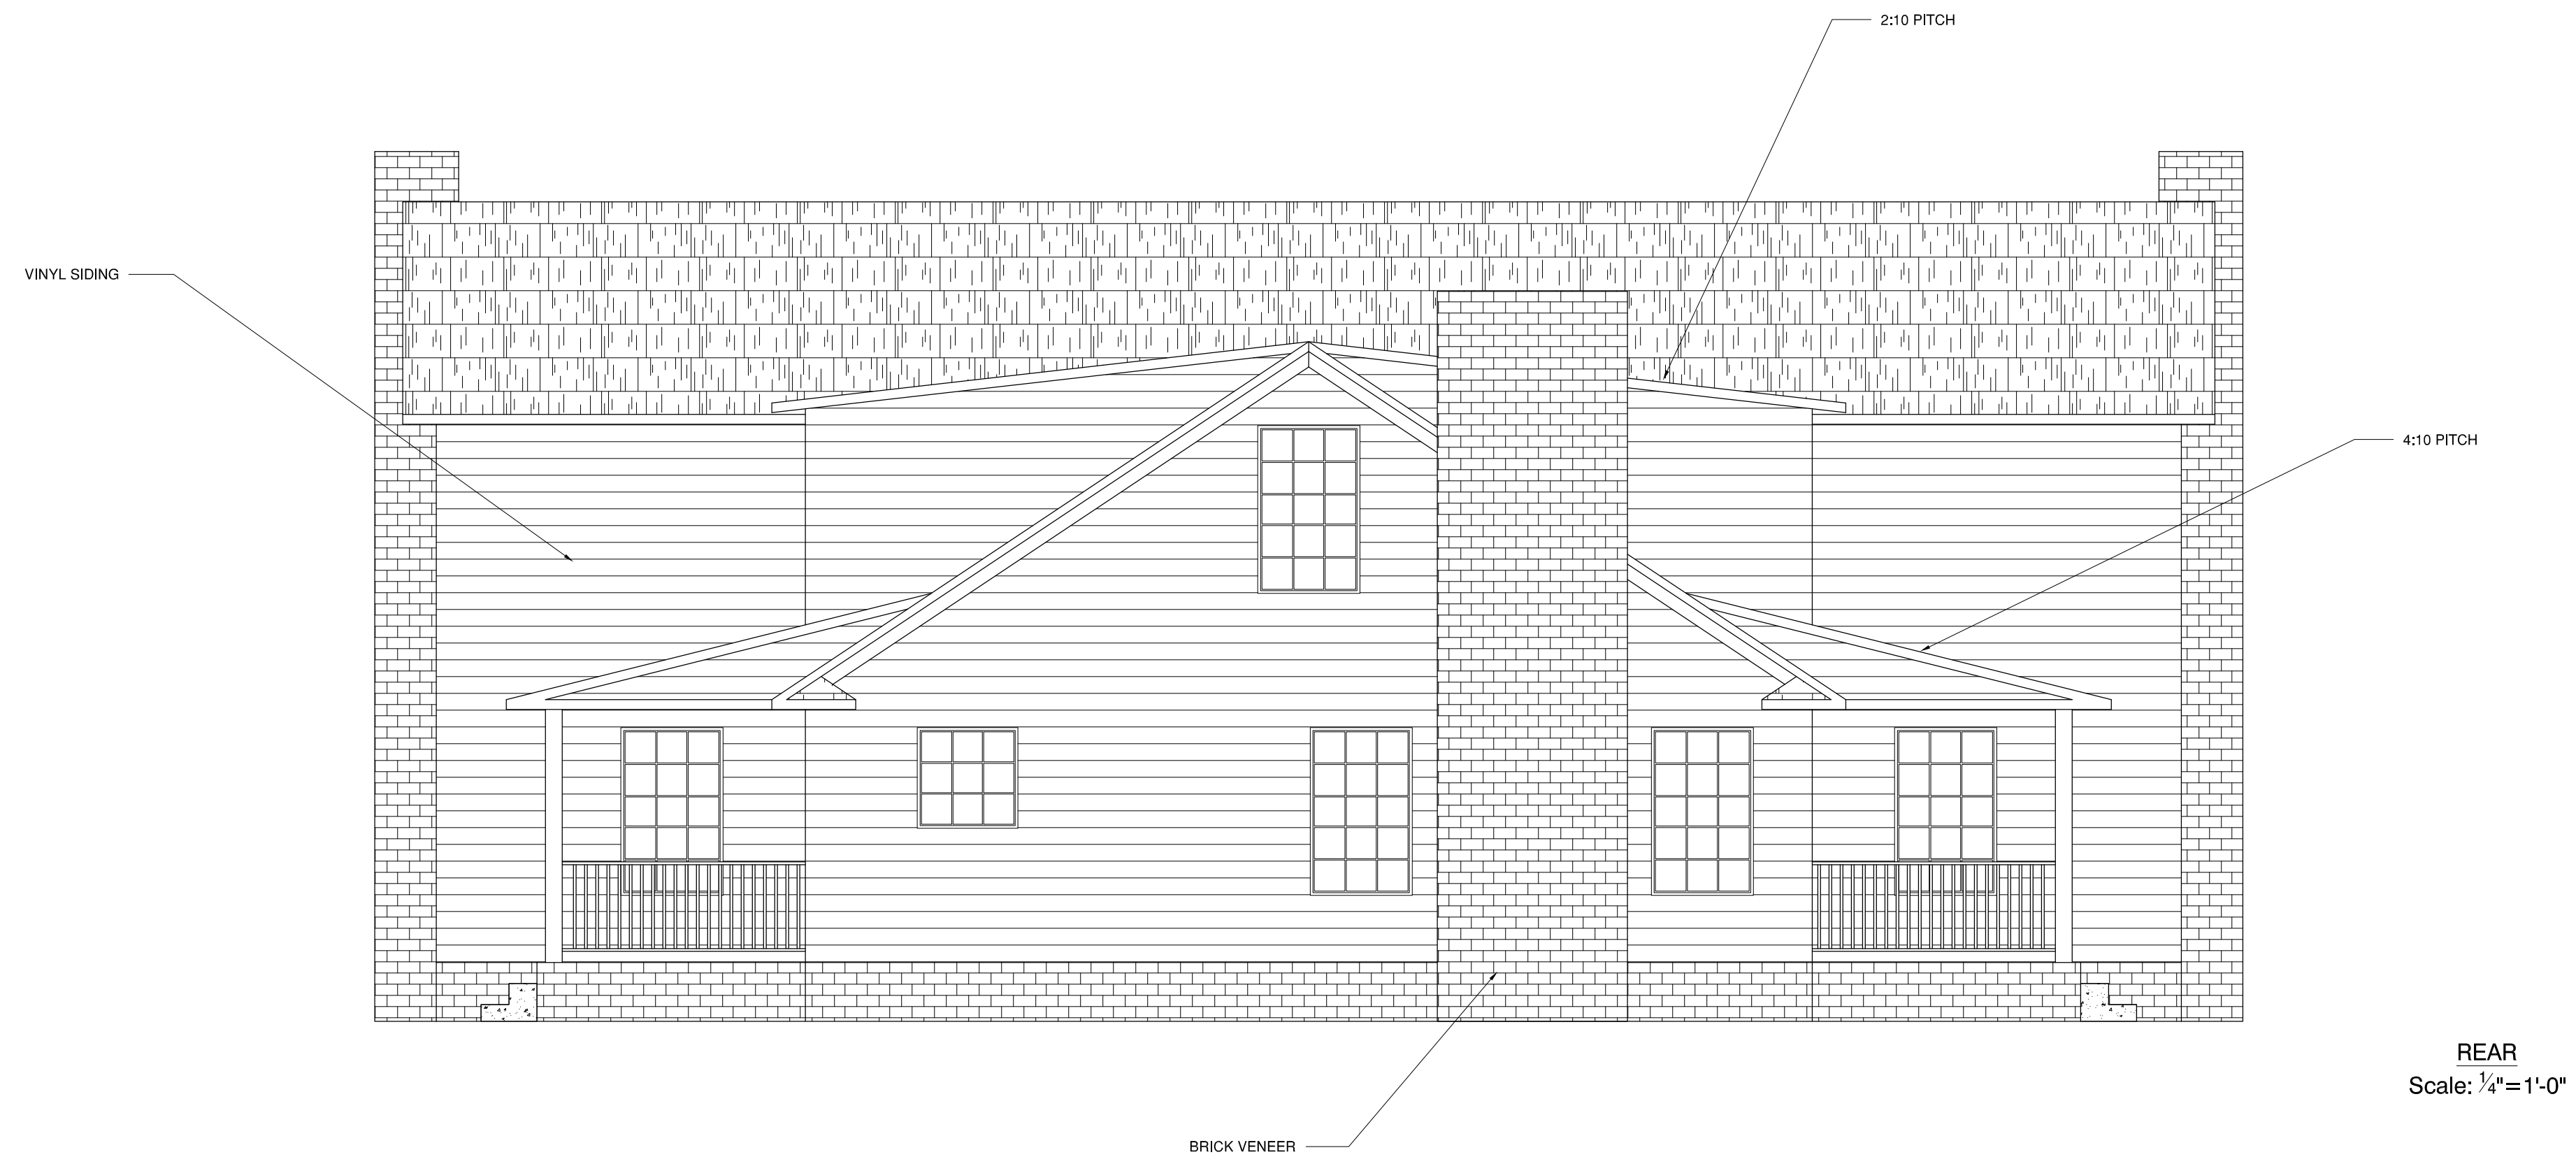 2:10 PITCH
VINYL SIDING
4:10 PITCH
REAR
Scale: 1/4"=1'-0"
BRICK VENEER